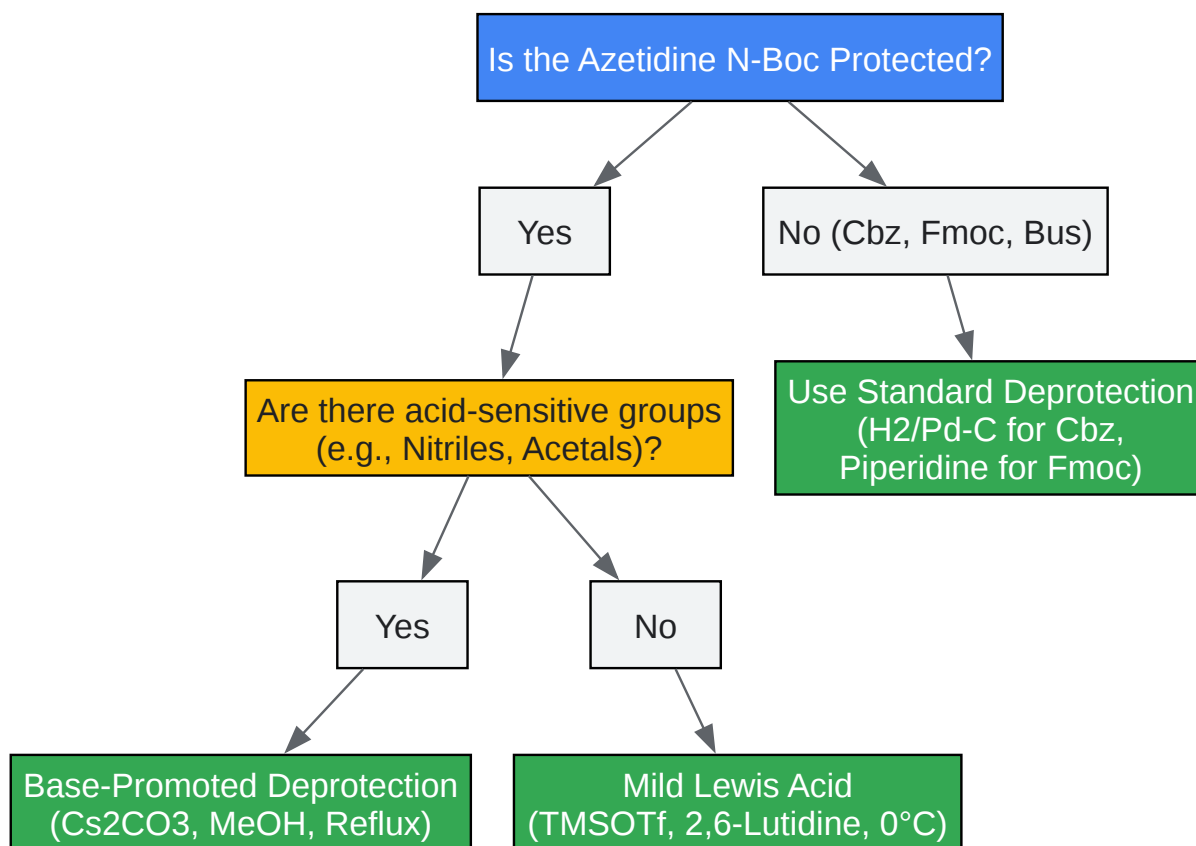 Is the Azetidine N-Boc Protected?
Yes
No (Cbz, Fmoc, Bus)
Are there acid-sensitive groups
(e.g., Nitriles, Acetals)?
Use Standard Deprotection
(H2/Pd-C for Cbz,
Piperidine for Fmoc)
Yes
No
Base-Promoted Deprotection
(Cs2CO3, MeOH, Reflux)
Mild Lewis Acid
(TMSOTf, 2,6-Lutidine, 0°C)